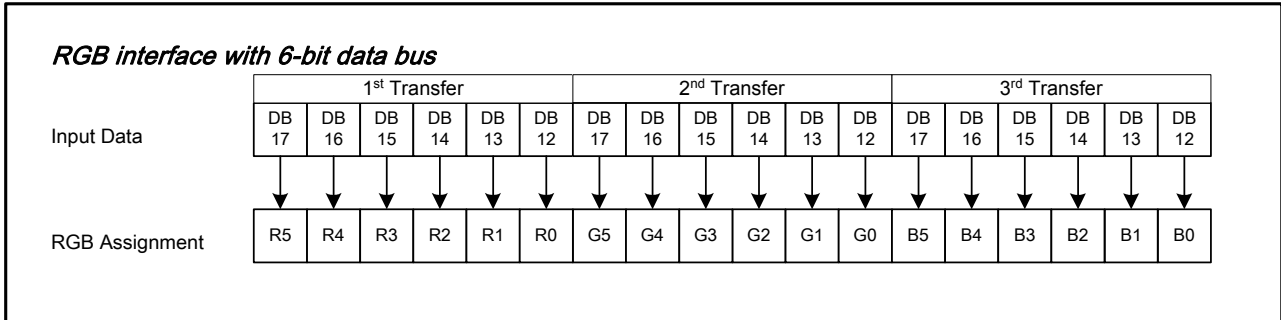 RGB interface with 6-bit data bus
1st Transfer 2nd Transfer 3rd Transfer
Input Data DB 17 DB 16 DB 15 DB 14 DB 13 DB 12 DB 17 DB 16 DB 15 DB 14 DB 13 DB 12 DB 17 DB 16 DB 15 DB 14 DB 13 DB 12
RGB Assignment R5 R4 R3 R2 R1 R0 G5 G4 G3 G2 G1 G0 B5 B4 B3 B2 B1 B0